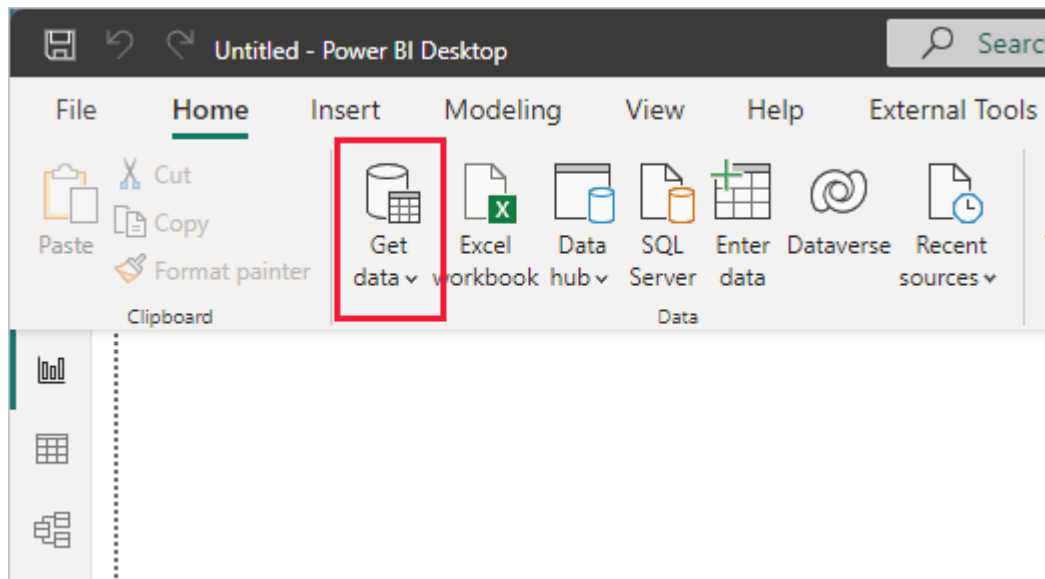 Untitled - Power BI Desktop
Searc
File Home Insert Modeling View Help External Tools
Paste
Cut
Copy
Format painter
Clipboard
Get
data
Excel
workbook
Data
hub
SQL
Server
Enter
data
Dataverse
Recent
sources
Data